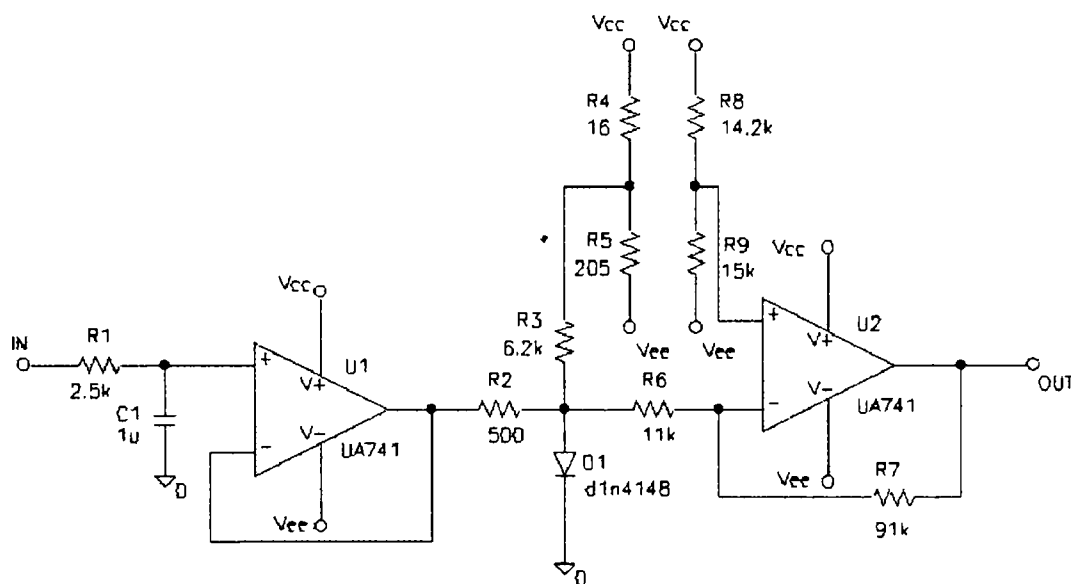 Vcc Vcc
R4
16
R8
14.2k
R5
205
R9
15k
Vcc
Vcc
U2
IN
R1
2.5k
U1
R3
6.2k
Vee Vee
+
V+
R6
11k
+
V+
OUT
R2
500
C1
1u
V-
UA741
-
-
V-
UA741
D1
d1n4148
Vee
R7
91k
0
Vee
0